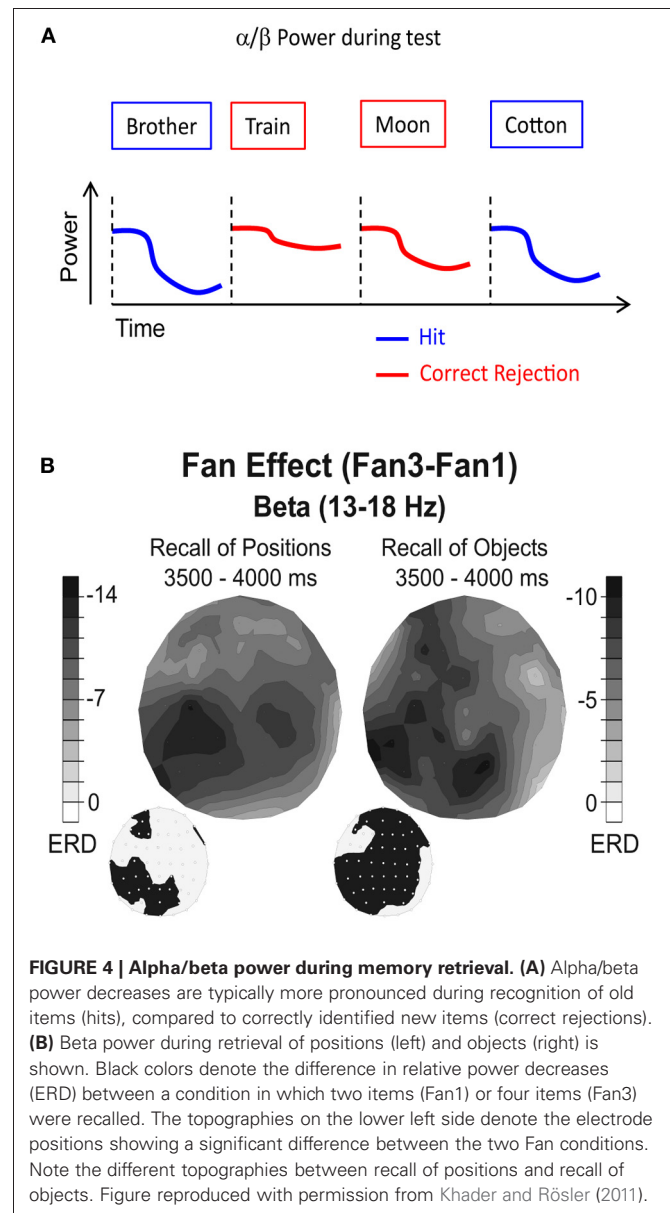 A
α/β Power during test
Brother Train Moon Cotton
Power
Time
Hit
Correct Rejection
B
Fan Effect (Fan3-Fan1)
Beta (13-18 Hz)
Recall of Positions Recall of Objects
3500 - 4000 ms 3500 - 4000 ms
-14 -10
-7 -5
0 0
ERD ERD
FIGURE 4 | Alpha/beta power during memory retrieval. (A) Alpha/beta
power decreases are typically more pronounced during recognition of old
items (hits), compared to correctly identified new items (correct rejections).
(B) Beta power during retrieval of positions (left) and objects (right) is
shown. Black colors denote the difference in relative power decreases
(ERD) between a condition in which two items (Fan1) or four items (Fan3)
were recalled. The topographies on the lower left side denote the electrode
positions showing a significant difference between the two Fan conditions.
Note the different topographies between recall of positions and recall of
objects. Figure reproduced with permission from Khader and Rösler (2011).